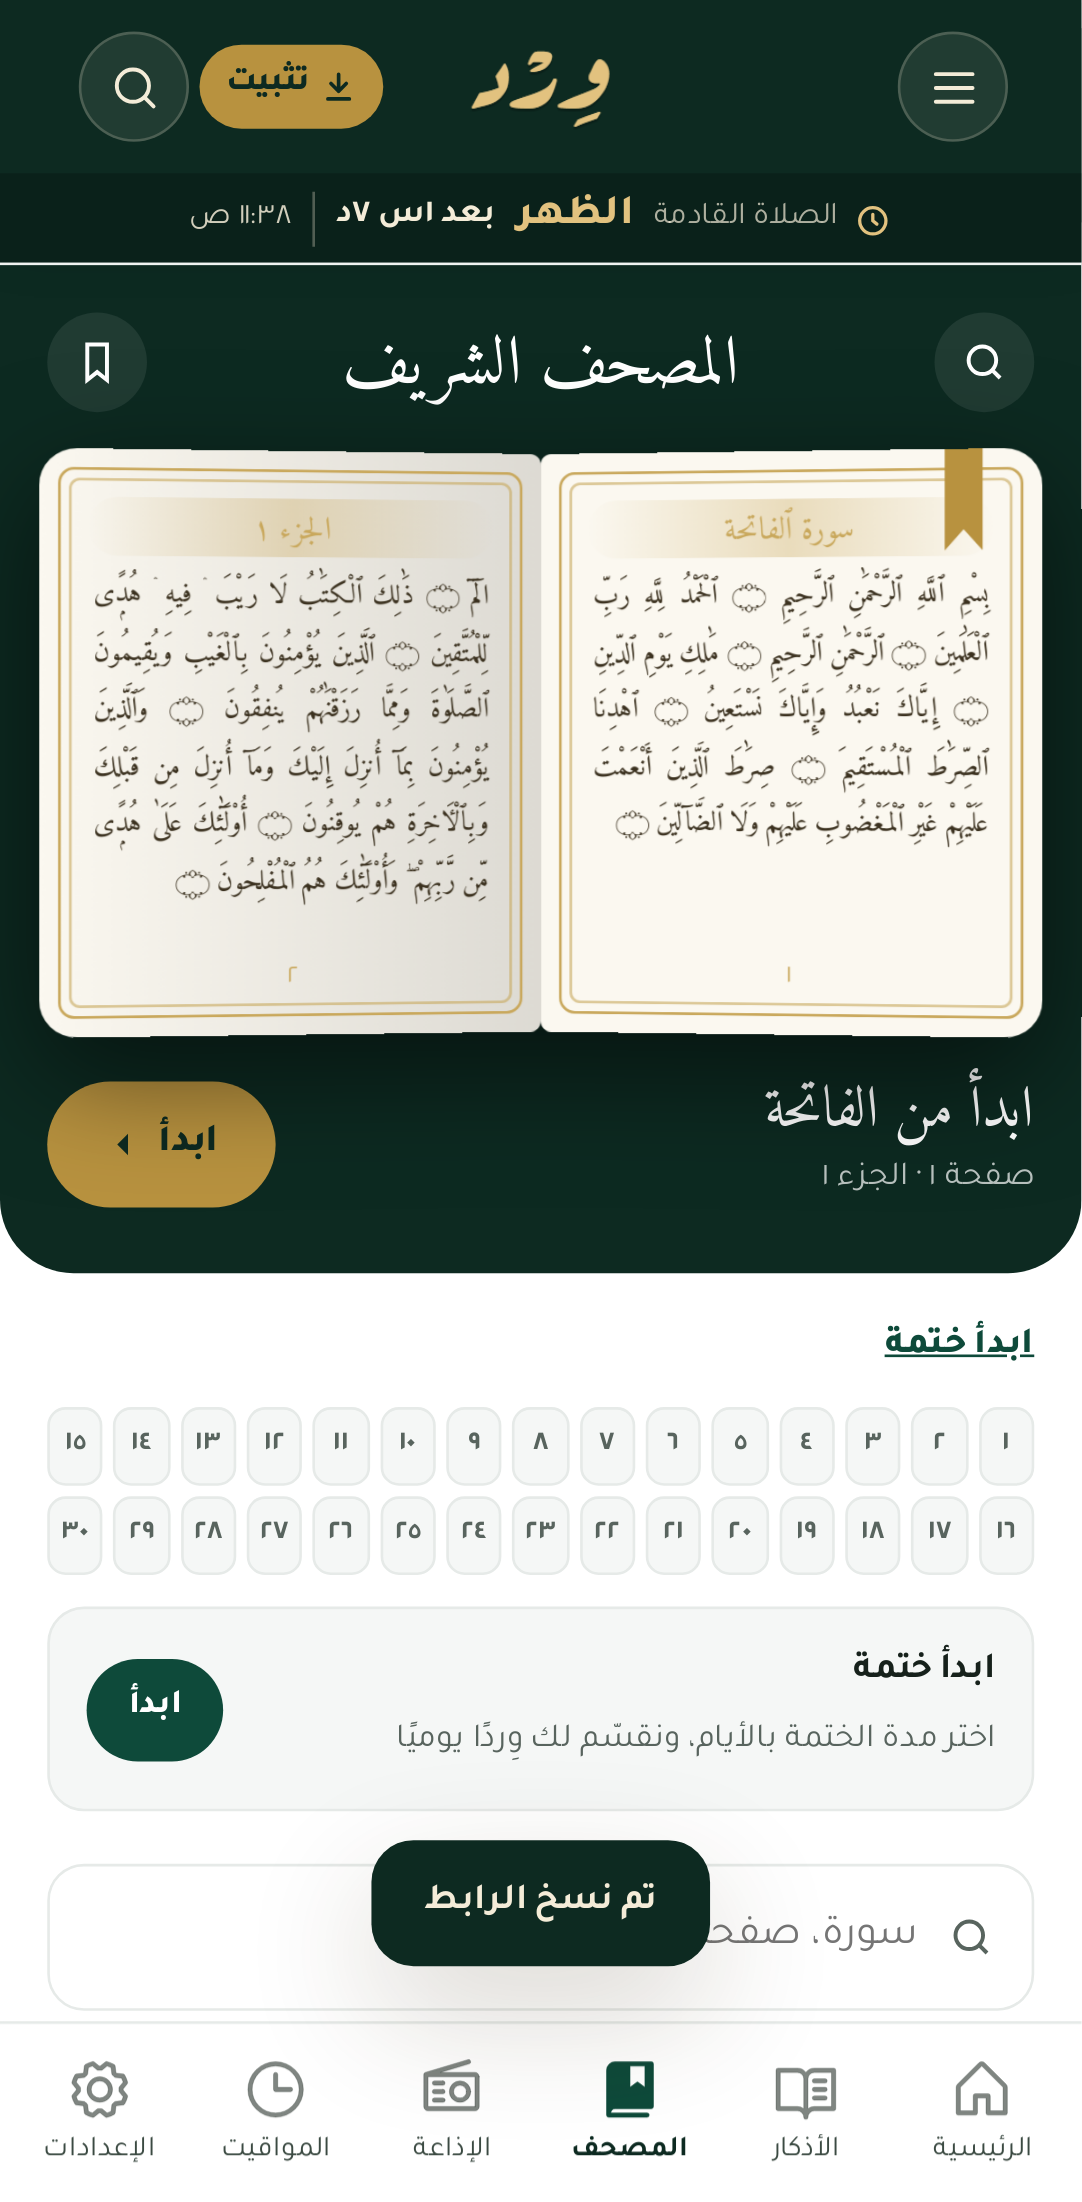 وِرْد
تثبيت
الصلاة القادمة الظهر بعد ١س ٧د ١١:٣٨ ص
المصحف الشريف
سورة ٱلفاتحة
بِسْمِ ٱللَّهِ ٱلرَّحْمَٰنِ ٱلرَّحِيمِ ۝ ٱلْحَمْدُ لِلَّهِ رَبِّ
ٱلْعَٰلَمِينَ ۝ ٱلرَّحْمَٰنِ ٱلرَّحِيمِ ۝ مَٰلِكِ يَوْمِ ٱلدِّينِ
۝ إِيَّاكَ نَعْبُدُ وَإِيَّاكَ نَسْتَعِينُ ۝ ٱهْدِنَا
ٱلصِّرَٰطَ ٱلْمُسْتَقِيمَ ۝ صِرَٰطَ ٱلَّذِينَ أَنْعَمْتَ
عَلَيْهِمْ غَيْرِ ٱلْمَغْضُوبِ عَلَيْهِمْ وَلَا ٱلضَّآلِّينَ ۝
١
الجزء ١
الٓمٓ ۝ ذَٰلِكَ ٱلْكِتَٰبُ لَا رَيْبَ ۛ فِيهِ ۛ هُدًى
لِّلْمُتَّقِينَ ۝ ٱلَّذِينَ يُؤْمِنُونَ بِٱلْغَيْبِ وَيُقِيمُونَ
ٱلصَّلَوٰةَ وَمِمَّا رَزَقْنَٰهُمْ يُنفِقُونَ ۝ وَٱلَّذِينَ
يُؤْمِنُونَ بِمَآ أُنزِلَ إِلَيْكَ وَمَآ أُنزِلَ مِن قَبْلِكَ
وَبِٱلْأَخِرَةِ هُمْ يُوقِنُونَ ۝ أُو۟لَٰٓئِكَ عَلَىٰ هُدًى
مِّن رَّبِّهِمْ ۖ وَأُو۟لَٰٓئِكَ هُمُ ٱلْمُفْلِحُونَ ۝
٢
ابدأ من الفاتحة
صفحة ١ · الجزء ١
ابدأ
ابدأ ختمة
١ ٢ ٣ ٤ ٥ ٦ ٧ ٨ ٩ ١٠ ١١ ١٢ ١٣ ١٤ ١٥
١٦ ١٧ ١٨ ١٩ ٢٠ ٢١ ٢٢ ٢٣ ٢٤ ٢٥ ٢٦ ٢٧ ٢٨ ٢٩ ٣٠
ابدأ ختمة
اختر مدة الختمة بالأيام، ونقسّم لك وِردًا يوميًا
ابدأ
تم نسخ الرابط
سورة، صفح
الرئيسية الأذكار المصحف الإذاعة المواقيت الإعدادات